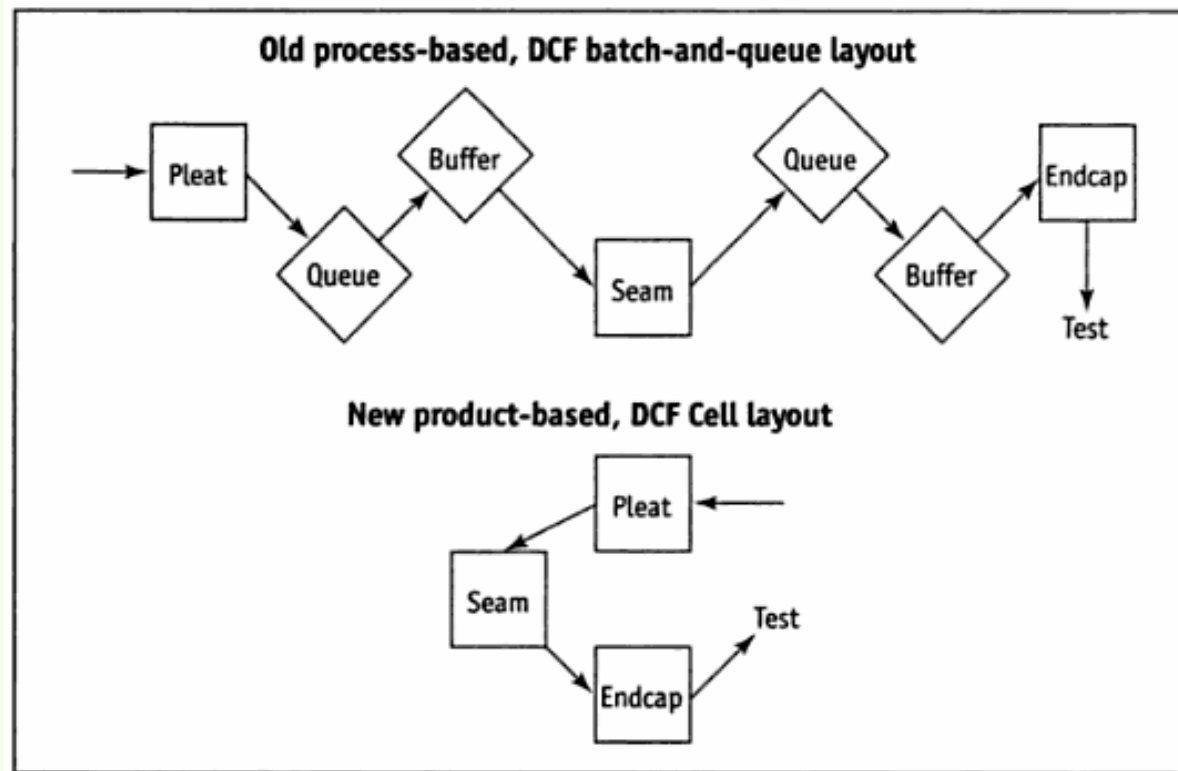 Old process-based, DCF batch-and-queue layout
Pleat
Queue
Buffer
Seam
Queue
Buffer
Endcap
Test
New product-based, DCF Cell layout
Pleat
Seam
Endcap
Test